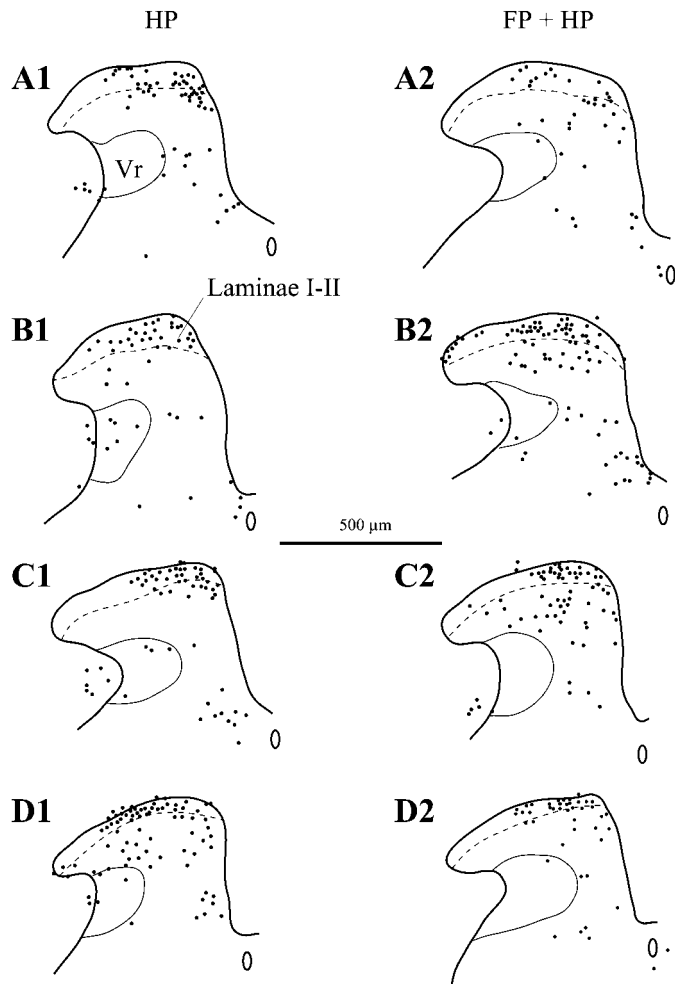 HP FP + HP
A1 A2
Vr
Laminae I-II
B1 B2
500 µm
C1 C2
D1 D2